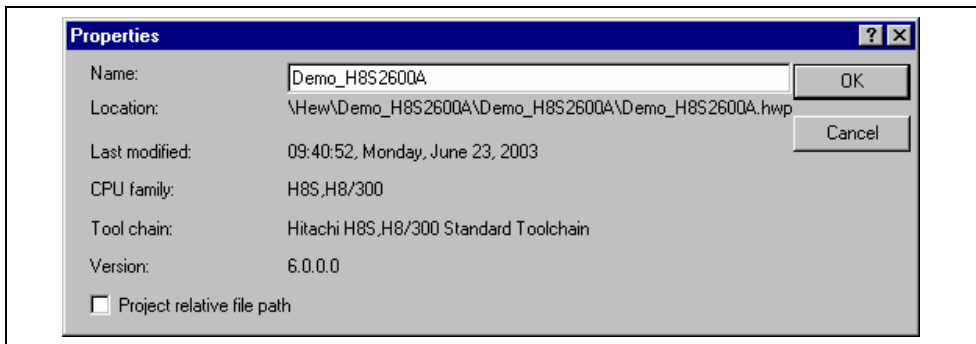 Properties
Name: Demo_H8S2600A OK
Location: \Hew\Demo_H8S2600A\Demo_H8S2600A\Demo_H8S2600A.hwp
Cancel
Last modified: 09:40:52, Monday, June 23, 2003
CPU family: H8S,H8/300
Tool chain: Hitachi H8S,H8/300 Standard Toolchain
Version: 6.0.0.0
Project relative file path